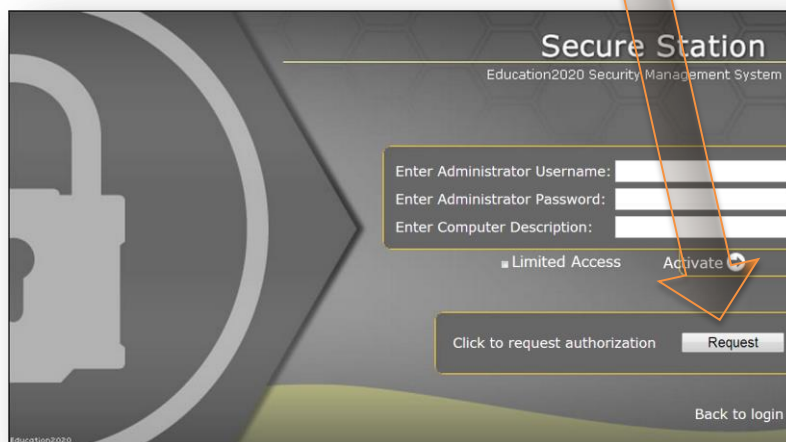 Secure Station
Education2020 Security Management System
Enter Administrator Username:
Enter Administrator Password:
Enter Computer Description:
Limited Access Activate
Click to request authorization Request
Back to login
Education2020